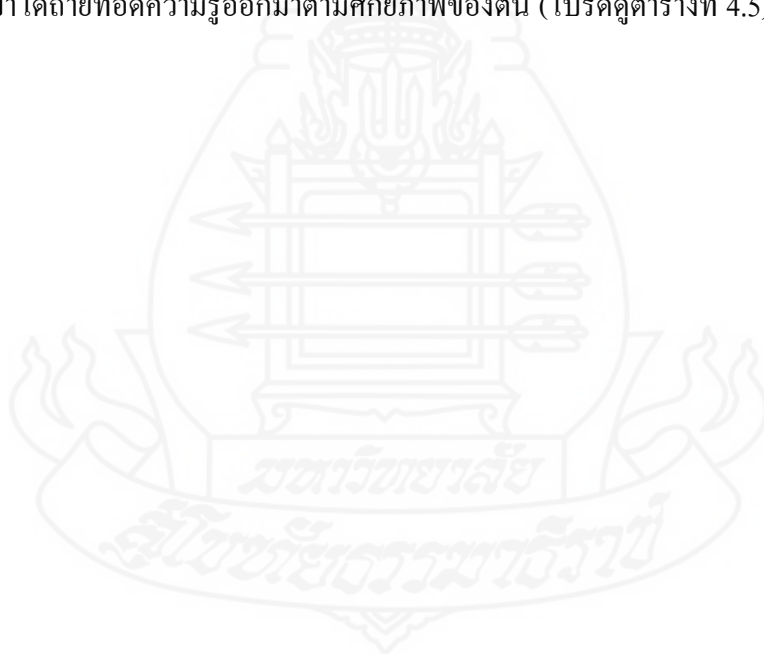 ได้ถ่ายทอดความรู้ออกมาตามศักยภาพของตน (โปรดดูตารางที่ 4.5
มหาวิทยาลัย
สุโขทัยธรรมาธิราช